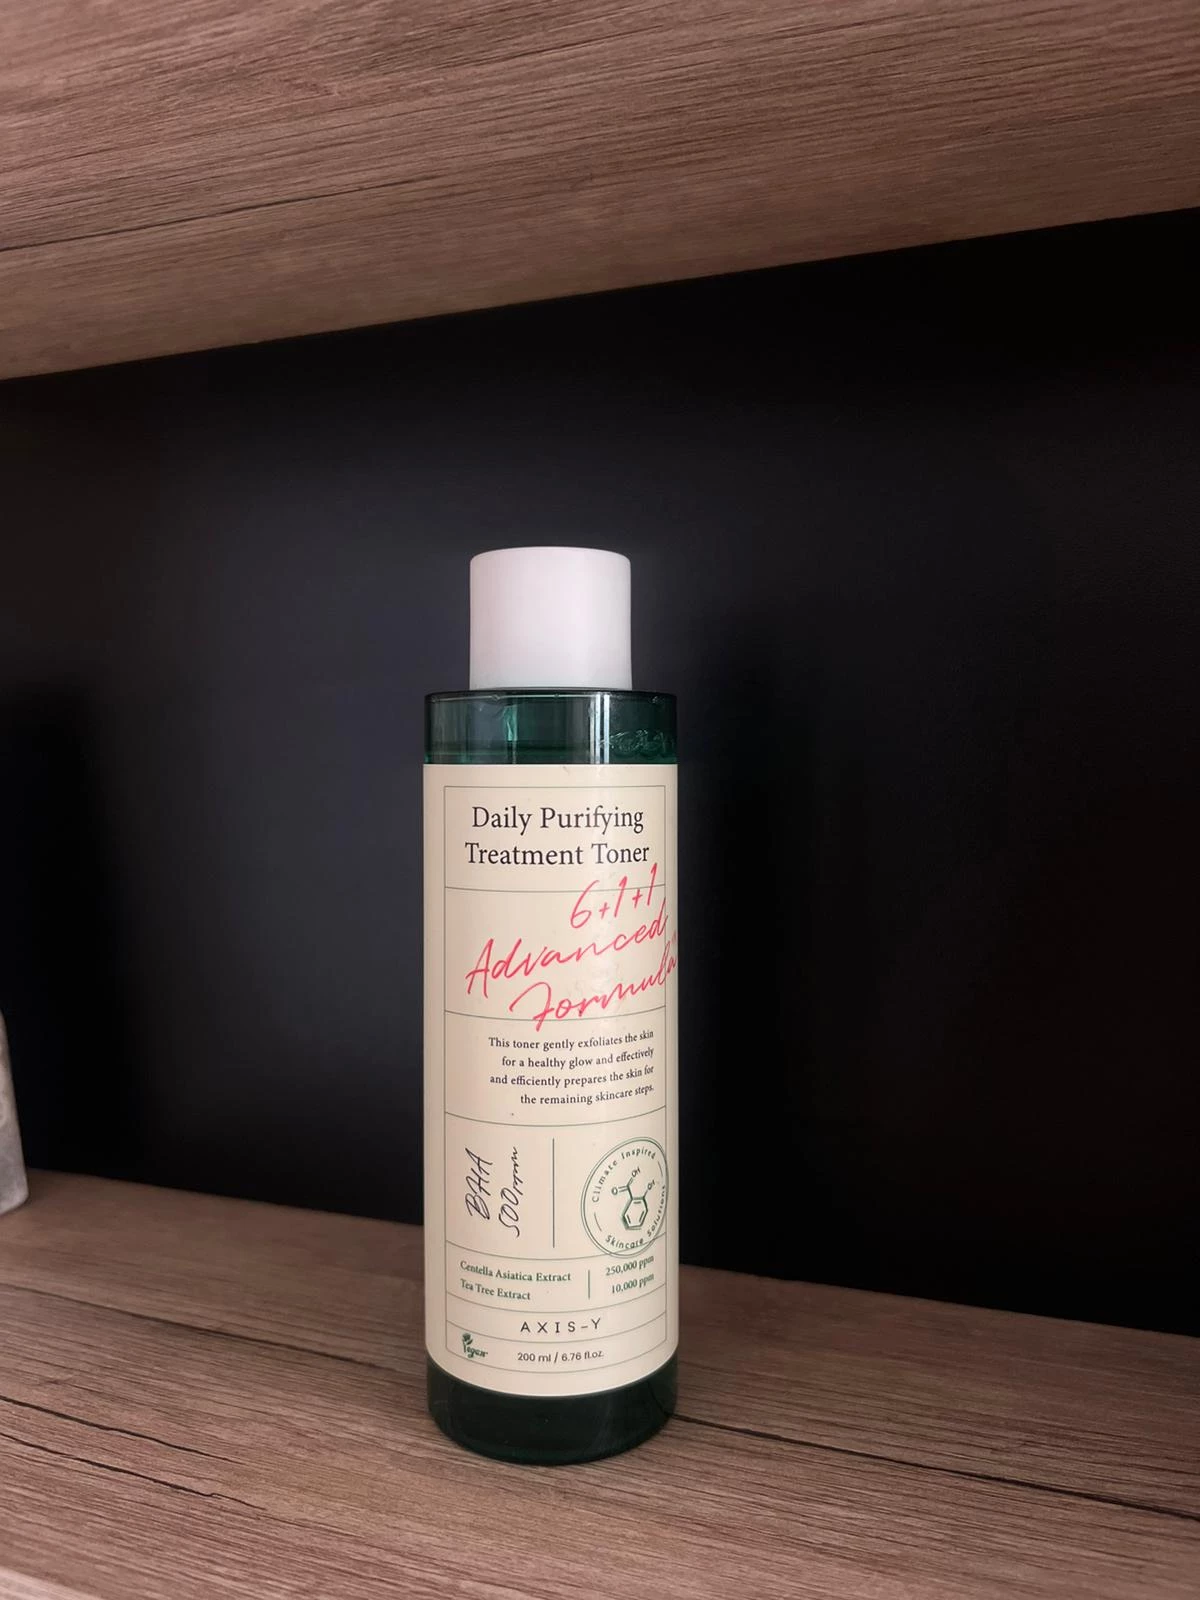 Daily Purifying
Treatment Toner
6+1+1
Advanced
Formula
This toner gently exfoliates the skin
for a healthy glow and effectively
and efficiently prepares the skin for
the remaining skincare steps.
BHA
500ppm
Climate Inspired
Skincare Solutions
O
OH
Centella Asiatica Extract
250,000 ppm
Tea Tree Extract
10,000 ppm
AXIS-Y
Vegan
200 ml / 6.76 fl.oz.